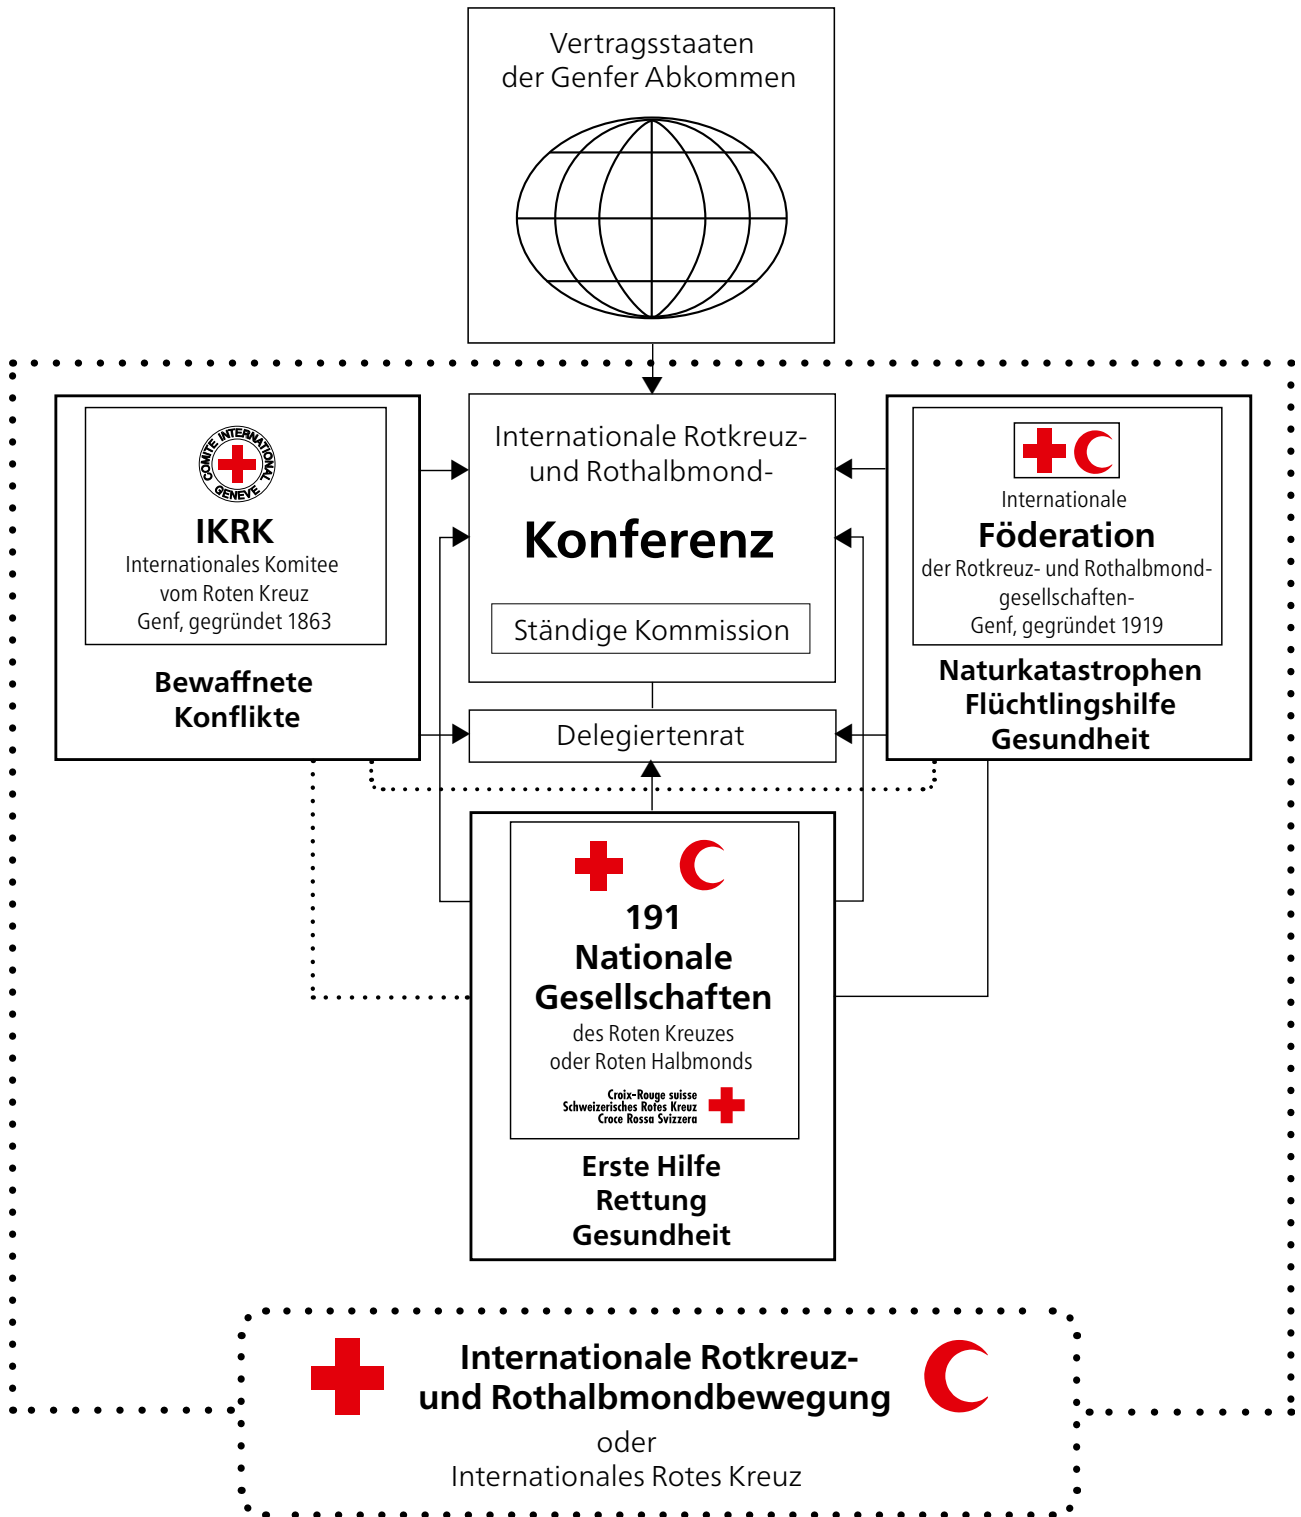 Vertragsstaaten
der Genfer Abkommen
COMITE INTERNATIONAL
GENEVE
IKRK
Internationales Komitee
vom Roten Kreuz
Genf, gegründet 1863
Bewaffnete
Konflikte
Internationale Rotkreuz-
und Rothalbmond-
Konferenz
Ständige Kommission
Delegiertenrat
Internationale
Föderation
der Rotkreuz- und Rothalbmond-
gesellschaften-
Genf, gegründet 1919
Naturkatastrophen
Flüchtlingshilfe
Gesundheit
191
Nationale
Gesellschaften
des Roten Kreuzes
oder Roten Halbmonds
Croix-Rouge suisse
Schweizerisches Rotes Kreuz
Croce Rossa Svizzera
Erste Hilfe
Rettung
Gesundheit
Internationale Rotkreuz-
und Rothalbmondbewegung
oder
Internationales Rotes Kreuz